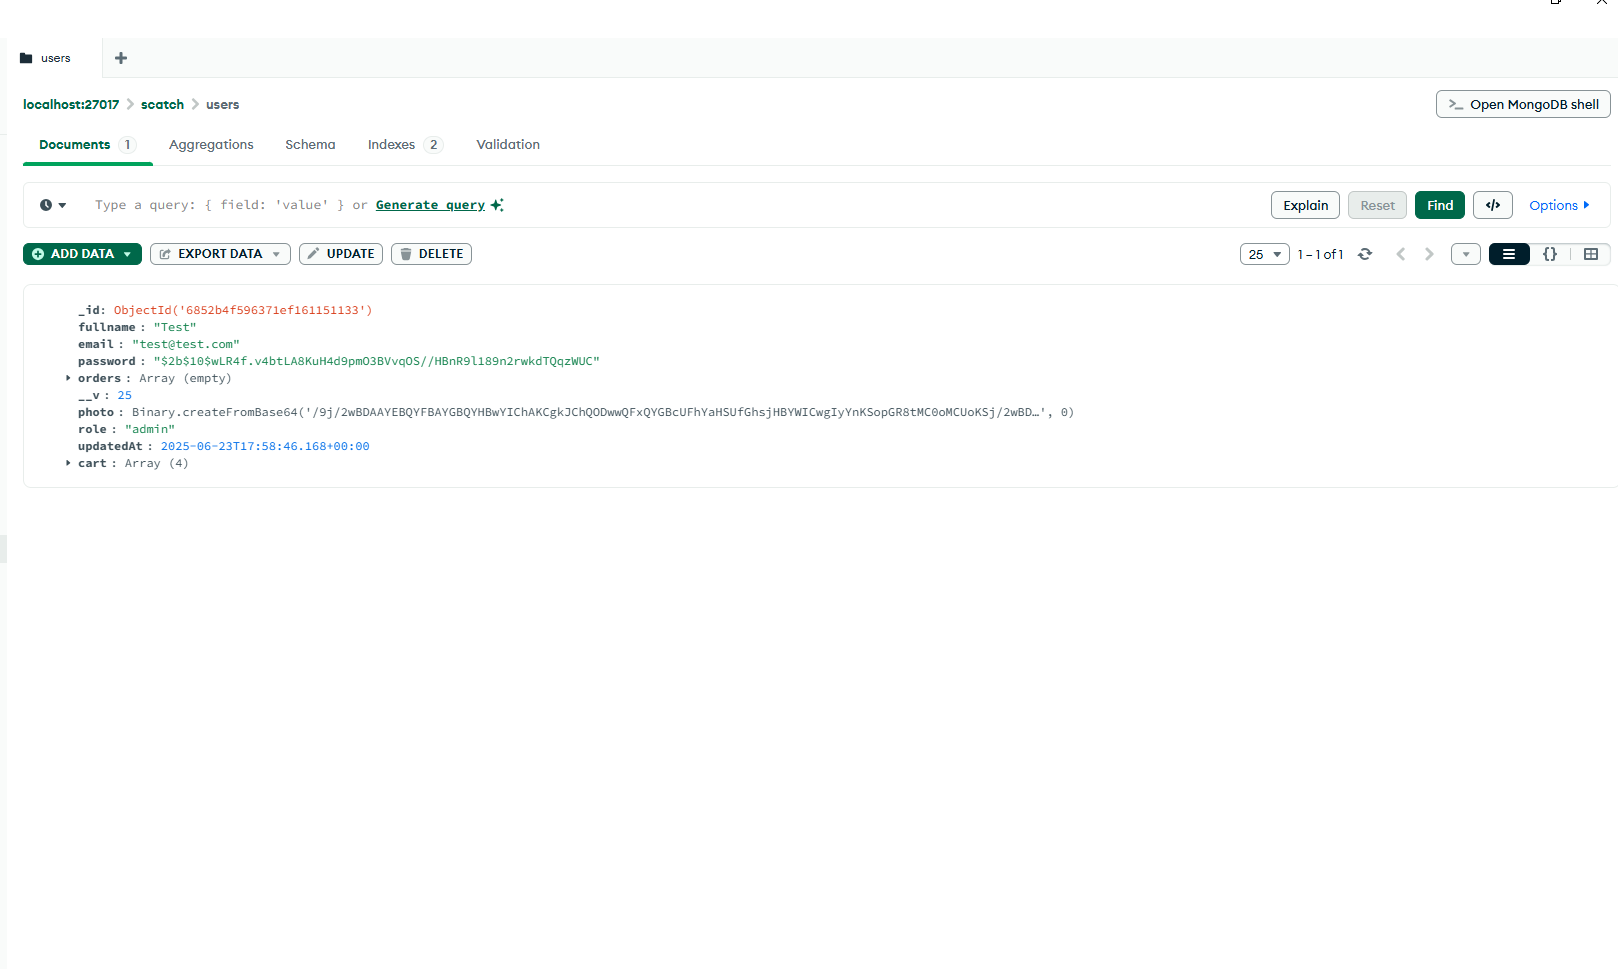 users
localhost:27017 > scatch > users
>_ Open MongoDB shell
Documents 1 Aggregations Schema Indexes 2 Validation
Type a query: { field: 'value' } or Generate query
Explain Reset Find </> Options
ADD DATA EXPORT DATA UPDATE DELETE
25 1 – 1 of 1 {}
_id: ObjectId('6852b4f596371ef161151133')
fullname : "Test"
email : "test@test.com"
password : "$2b$10$wLR4f.v4btLA8KuH4d9pmO3BVvqOS//HBnR9l189n2rwkdTQqzWUC"
orders : Array (empty)
__v : 25
photo : Binary.createFromBase64('/9j/2wBDAAYEBQYFBAYGBQYHBwYIChAKCgkJChQODwwQFxQYGBcUFhYaHSUfGhsjHBYWICwgIyYnKSopGR8tMC0oMCUoKSj/2wBD…', 0)
role : "admin"
updatedAt : 2025-06-23T17:58:46.168+00:00
cart : Array (4)